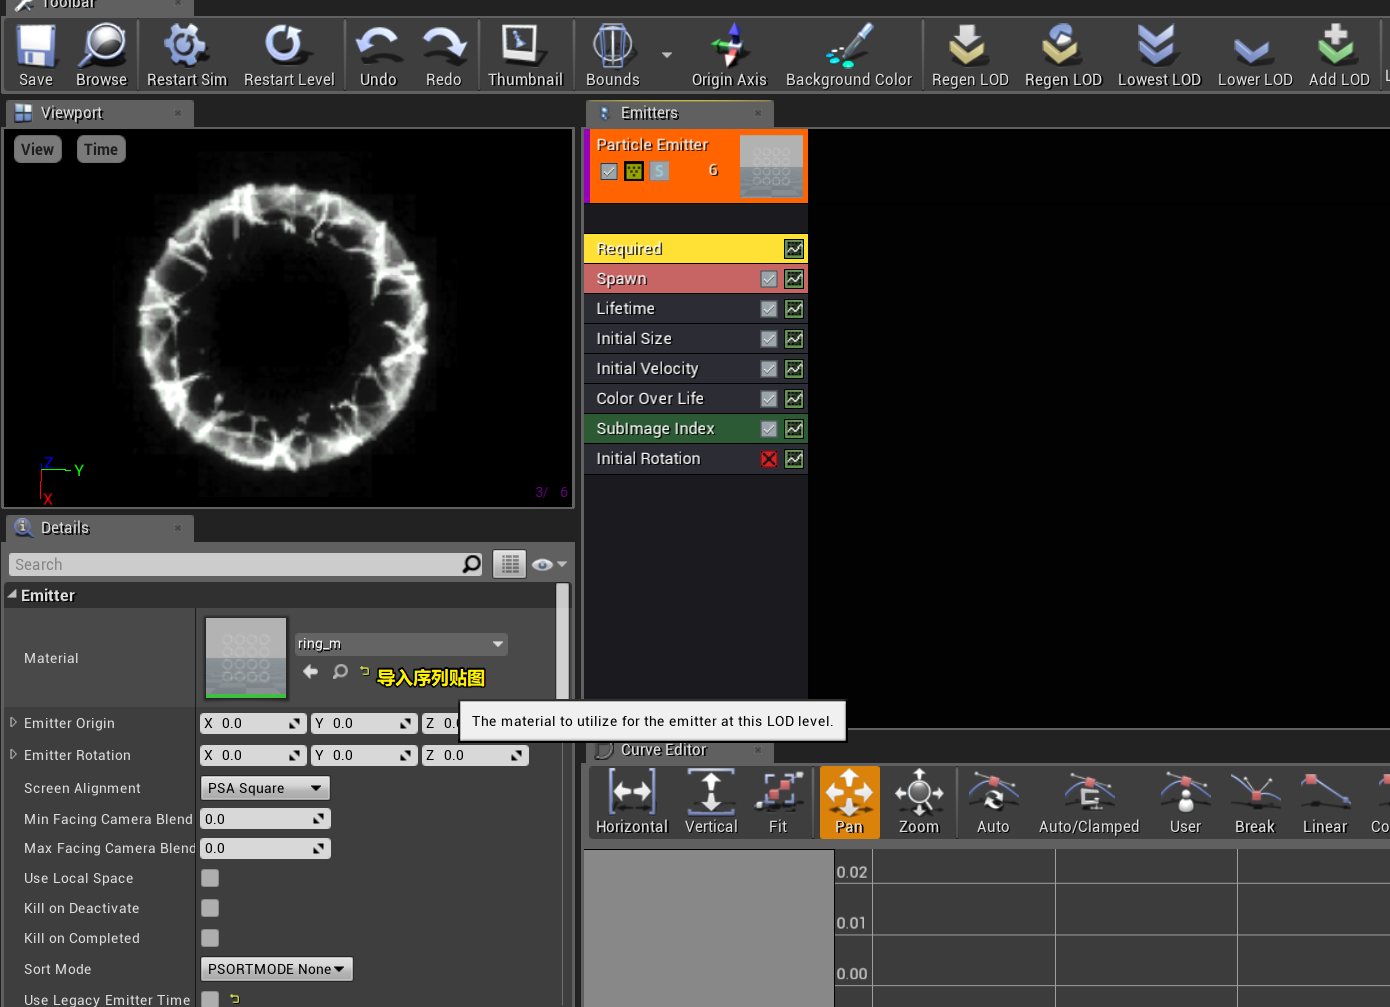 Toolbar
Save
Browse
Restart Sim
Restart Level
Undo
Redo
Thumbnail
Bounds
Origin Axis
Background Color
Regen LOD
Regen LOD
Lowest LOD
Lower LOD
Add LOD
Viewport
View
Time
Z
Y
X
3/ 6
Emitters
Particle Emitter
S
6
Required
Spawn
Lifetime
Initial Size
Initial Velocity
Color Over Life
SubImage Index
Initial Rotation
Details
Search
Emitter
Material
ring_m
导入序列贴图
The material to utilize for the emitter at this LOD level.
Emitter Origin
X 0.0
Y 0.0
Z 0.
Emitter Rotation
X 0.0
Y 0.0
Z 0.0
Screen Alignment
PSA Square
Min Facing Camera Blend
0.0
Max Facing Camera Blend
0.0
Use Local Space
Kill on Deactivate
Kill on Completed
Sort Mode
PSORTMODE None
Use Legacy Emitter Time
Curve Editor
Horizontal
Vertical
Fit
Pan
Zoom
Auto
Auto/Clamped
User
Break
Linear
Co
0.02
0.01
0.00